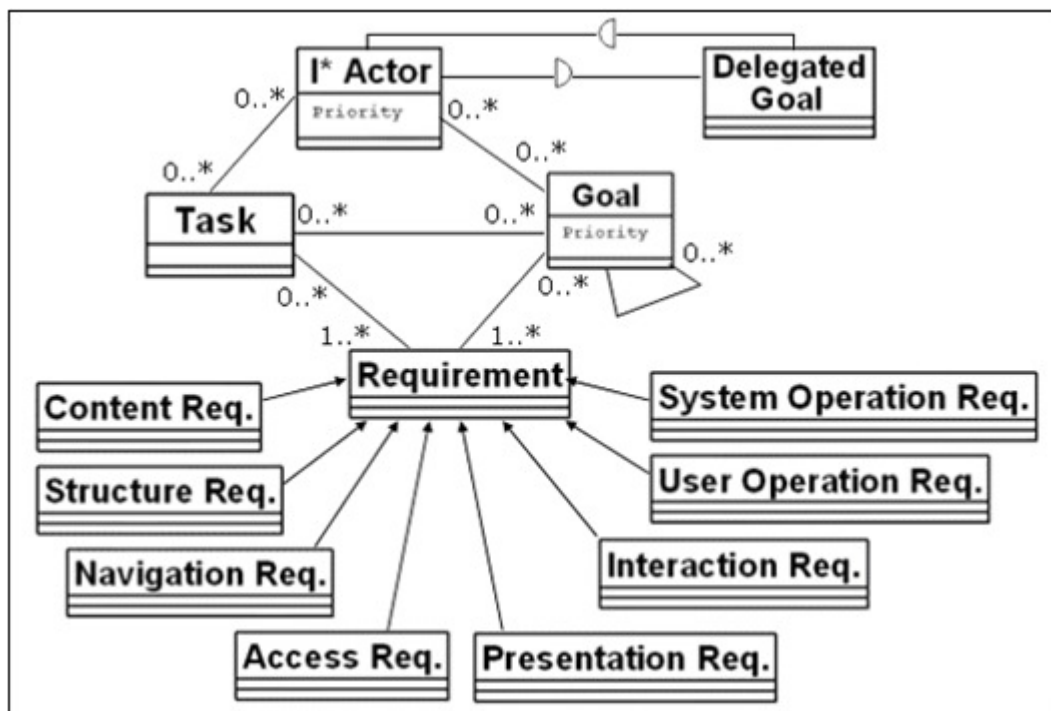 I* Actor
Priority
Delegated
Goal
0..*
0..*
0..*
0..*
Task
0..*
0..*
Goal
Priority
0..*
0..*
0..*
1..*
1..*
Requirement
Content Req.
System Operation Req.
Structure Req.
User Operation Req.
Navigation Req.
Interaction Req.
Access Req.
Presentation Req.